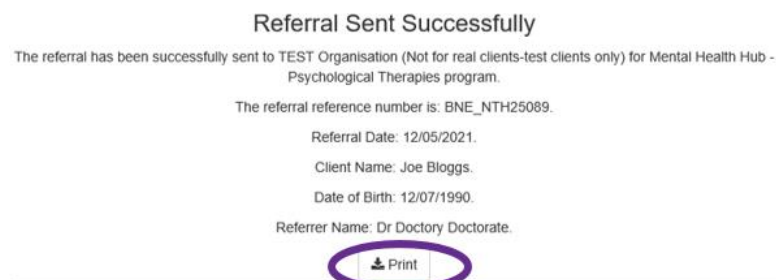 Referral Sent Successfully
The referral has been successfully sent to TEST Organisation (Not for real clients-test clients only) for Mental Health Hub -
Psychological Therapies program.
The referral reference number is: BNE_NTH25089.
Referral Date: 12/05/2021.
Client Name: Joe Bloggs.
Date of Birth: 12/07/1990.
Referrer Name: Dr Doctory Doctorate.
Print